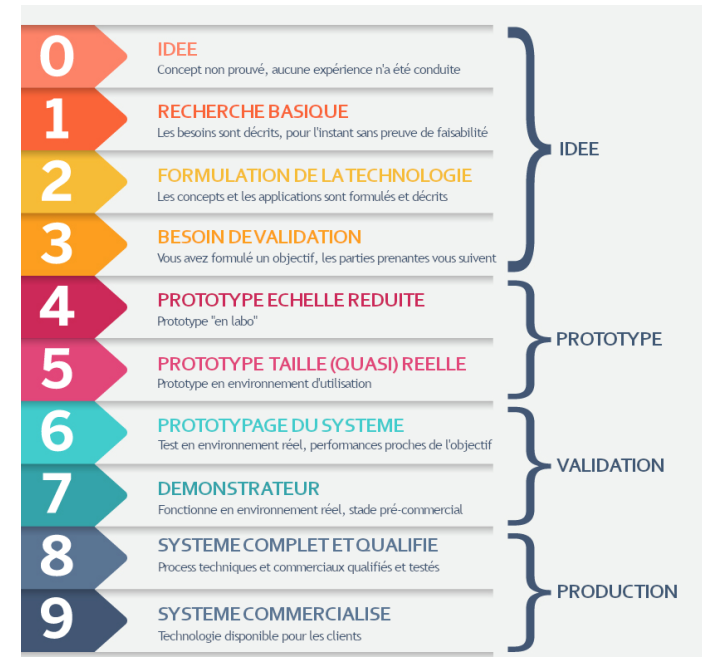 0
IDEE
Concept non prouvé, aucune expérience n'a été conduite
1
RECHERCHE BASIQUE
Les besoins sont décrits, pour l'instant sans preuve de faisabilité
2
FORMULATION DE LA TECHNOLOGIE
Les concepts et les applications sont formulés et décrits
3
BESOIN DE VALIDATION
Vous avez formulé un objectif, les parties prenantes vous suivent
IDEE
4
PROTOTYPE ECHELLE REDUITE
Prototype "en labo"
5
PROTOTYPE TAILLE (QUASI) REELLE
Prototype en environnement d'utilisation
PROTOTYPE
6
PROTOTYPAGE DU SYSTEME
Test en environnement réel, performances proches de l'objectif
7
DEMONSTRATEUR
Fonctionne en environnement réel, stade pré-commercial
VALIDATION
8
SYSTEME COMPLET ET QUALIFIE
Process techniques et commerciaux qualifiés et testés
9
SYSTEME COMMERCIALISE
Technologie disponible pour les clients
PRODUCTION